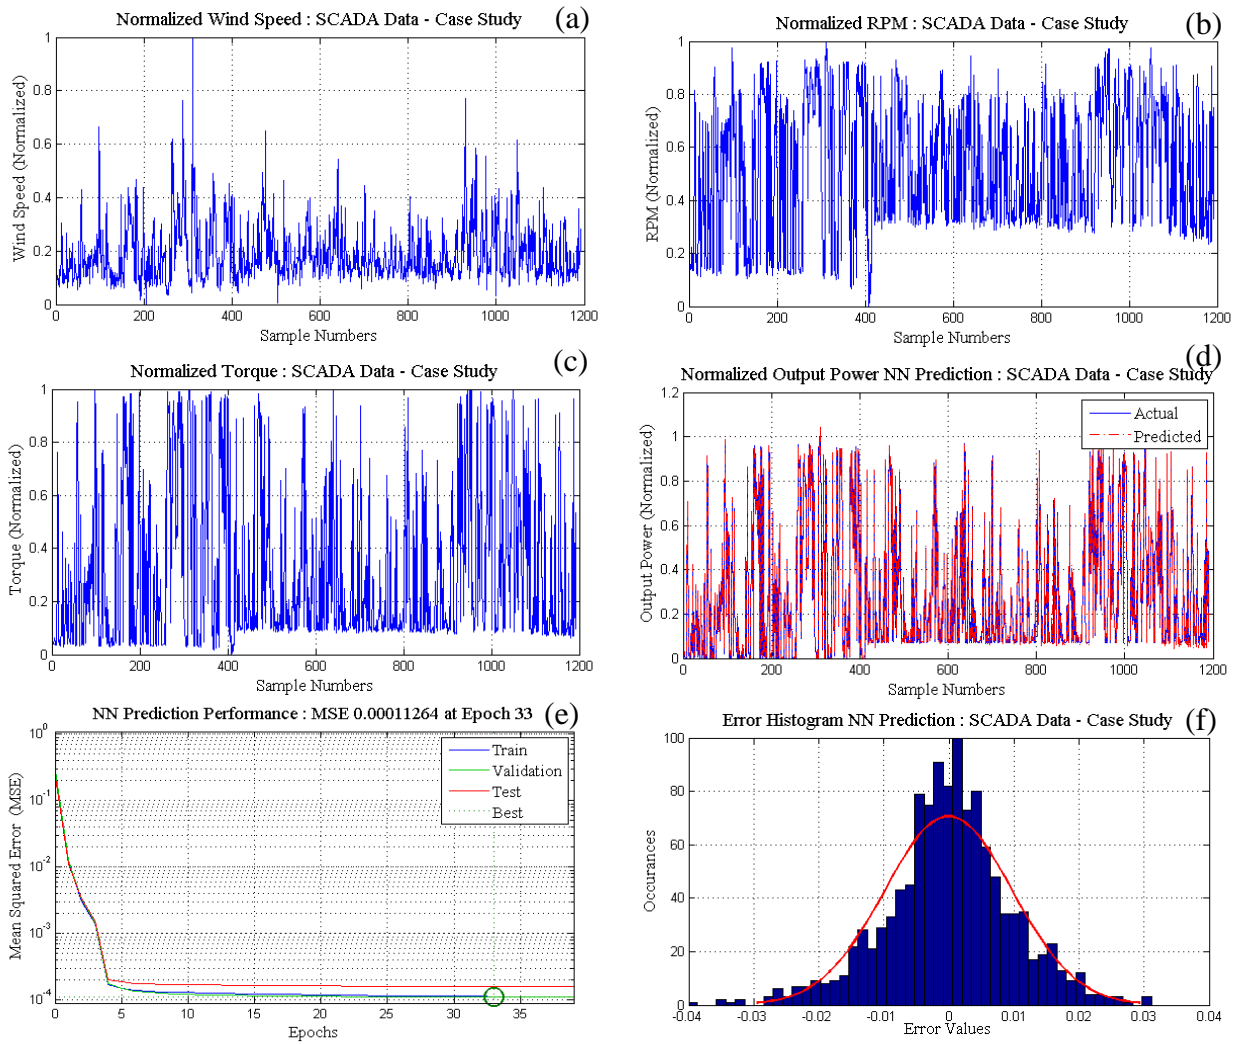 Normalized Wind Speed : SCADA Data - Case Study
(a)
1
0.8
0.6
0.4
0.2
0
Wind Speed (Normalized)
0 200 400 600 800 1000 1200
Sample Numbers
Normalized RPM : SCADA Data - Case Study
(b)
1
0.8
0.6
0.4
0.2
0
RPM (Normalized)
0 200 400 600 800 1000 1200
Sample Numbers
Normalized Torque : SCADA Data - Case Study
(c)
1
0.8
0.6
0.4
0.2
0
Torque (Normalized)
0 200 400 600 800 1000 1200
Sample Numbers
(d)
Normalized Output Power NN Prediction : SCADA Data - Case Study
1.2
1
0.8
0.6
0.4
0.2
0
Output Power (Normalized)
Actual
Predicted
0 200 400 600 800 1000 1200
Sample Numbers
NN Prediction Performance : MSE 0.00011264 at Epoch 33
(e)
10^0
10^-1
10^-2
10^-3
10^-4
Mean Squared Error (MSE)
Train
Validation
Test
Best
0 5 10 15 20 25 30 35
Epochs
Error Histogram NN Prediction : SCADA Data - Case Study
(f)
100
80
60
40
20
0
Occurances
-0.04 -0.03 -0.02 -0.01 0 0.01 0.02 0.03 0.04
Error Values